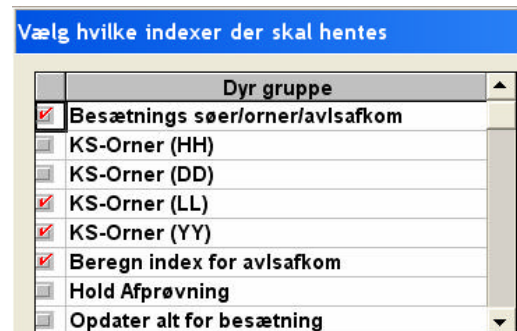 Vælg hvilke indexer der skal hentes
Dyr gruppe
Besætnings søer/orner/avlsafkom
KS-Orner (HH)
KS-Orner (DD)
KS-Orner (LL)
KS-Orner (YY)
Beregn index for avlsafkom
Hold Afprøvning
Opdater alt for besætning